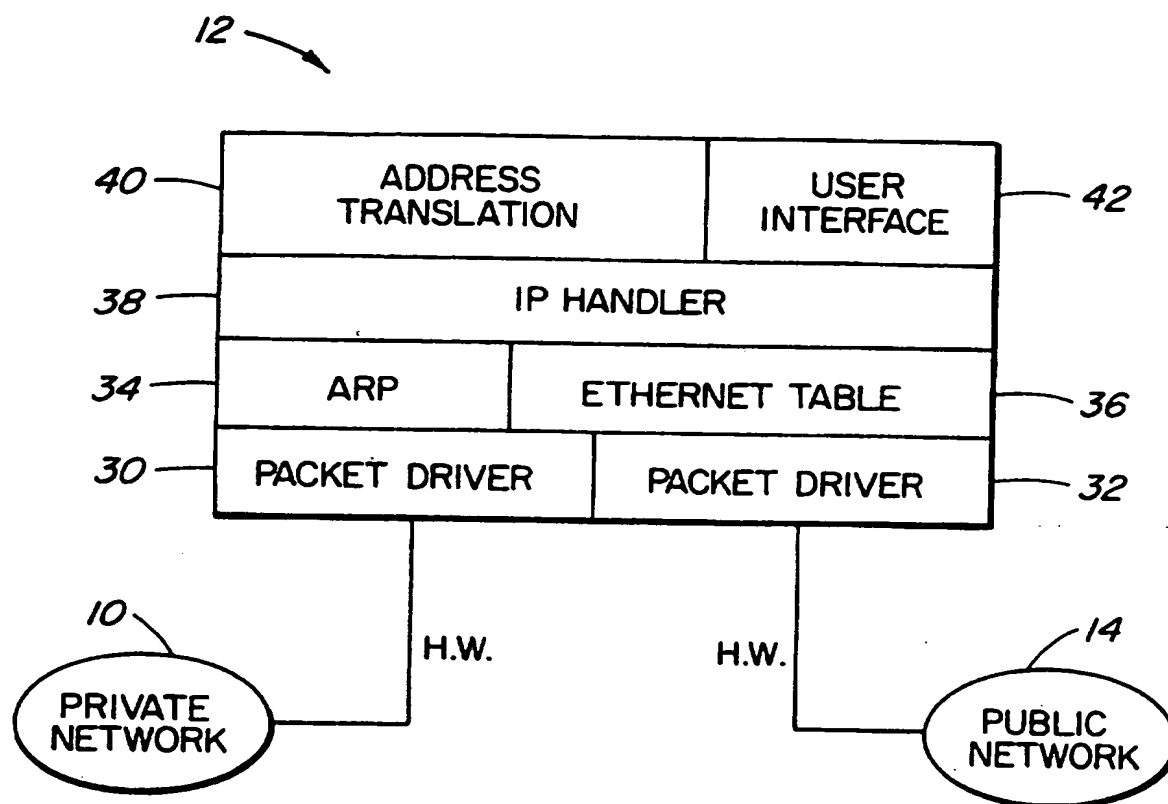 12
40
ADDRESS
TRANSLATION
USER
INTERFACE
42
38
IP HANDLER
34
ARP
ETHERNET TABLE
36
30
PACKET DRIVER
PACKET DRIVER
32
10
H.W.
H.W.
14
PRIVATE
NETWORK
PUBLIC
NETWORK